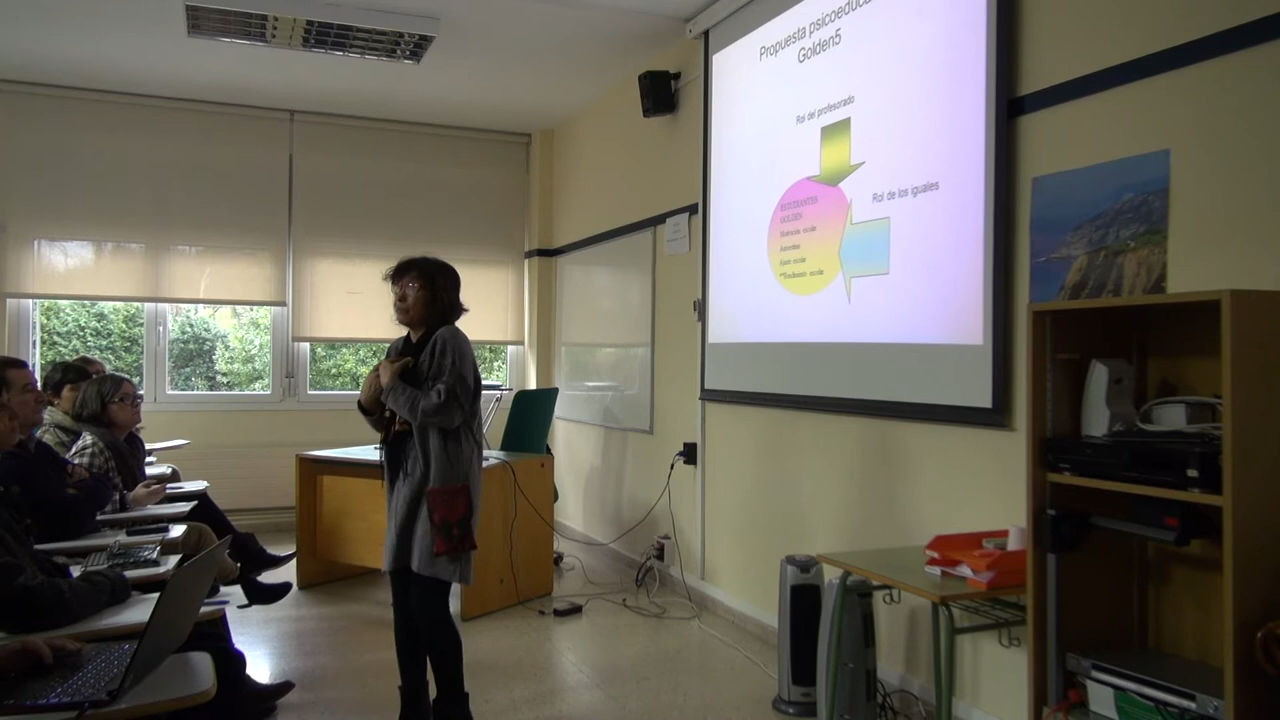 Propuesta psicoeduca
Golden5
Rol del profesorado
Rol de los iguales
ESTUDIANTES
GOLDEN
Motivación escolar
Autoestima
Ajuste escolar
**Rendimiento escolar